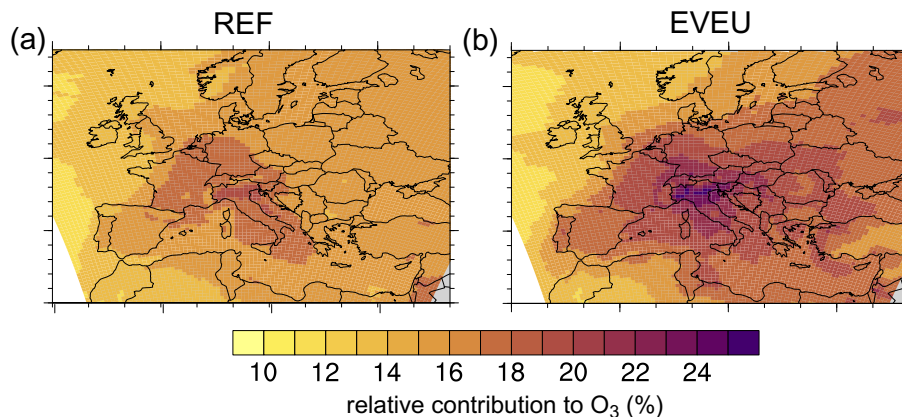 REF
EVEU
(a)
(b)
10 12 14 16 18 20 22 24
relative contribution to O₃ (%)